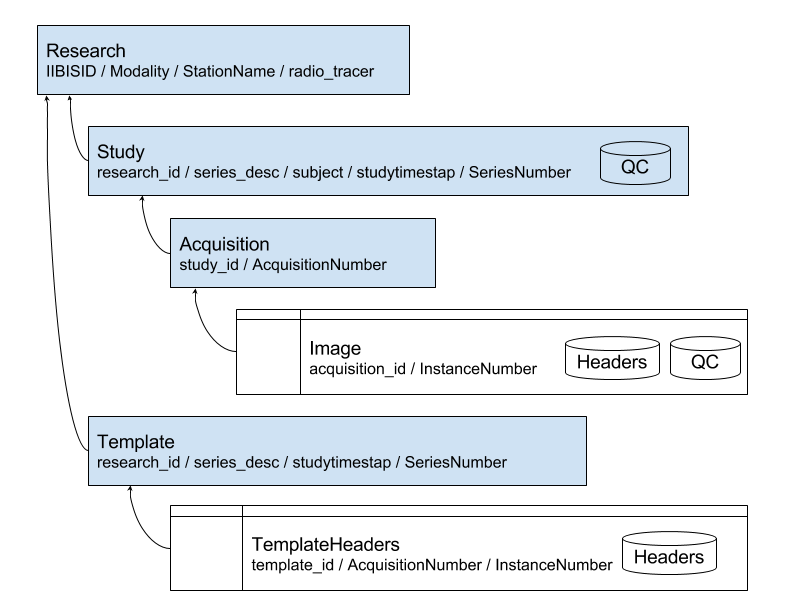 Research
IIBISID / Modality / StationName / radio_tracer
Study
research_id / series_desc / subject / studytimestap / SeriesNumber
QC
Acquisition
study_id / AcquisitionNumber
Image
acquisition_id / InstanceNumber
Headers
QC
Template
research_id / series_desc / studytimestap / SeriesNumber
TemplateHeaders
template_id / AcquisitionNumber / InstanceNumber
Headers